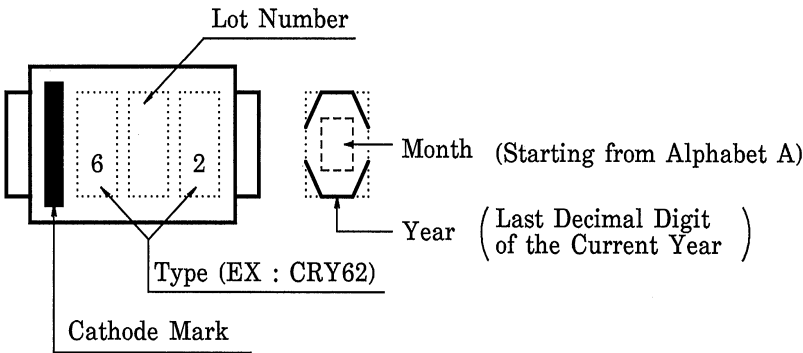 Lot Number
6 2
Month (Starting from Alphabet A)
Year (Last Decimal Digit
of the Current Year)
Type (EX : CRY62)
Cathode Mark